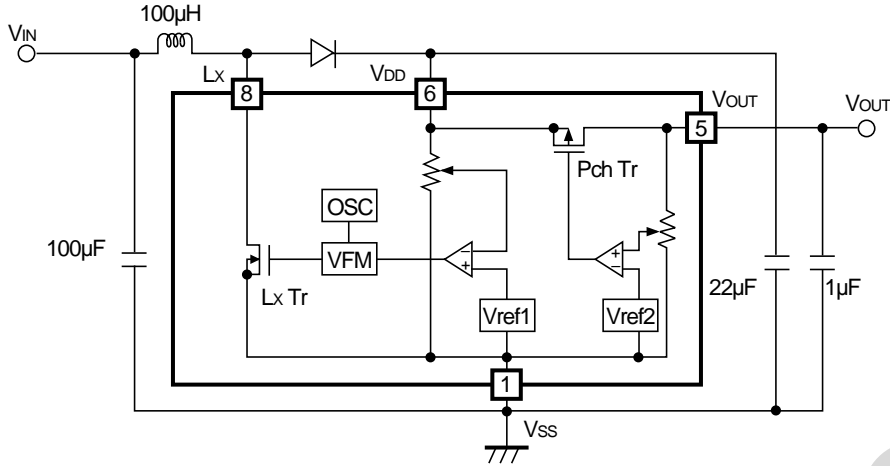 100µH
VIN
LX
VDD
8
6
VOUT
VOUT
5
Pch Tr
OSC
100µF
VFM
−
+
+
−
LX Tr
Vref1
Vref2
22µF
1µF
1
VSS